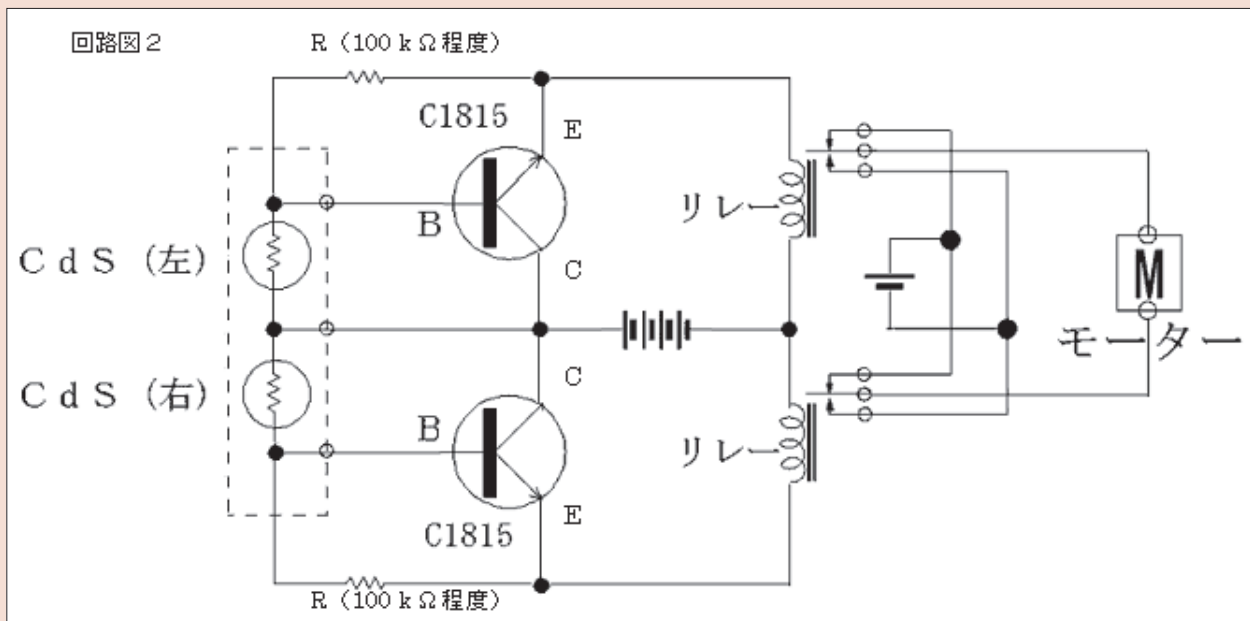 回路図２
R（100ｋΩ程度）
C1815
E
B
C
リレー
CｄS（左）
M
モーター
CｄS（右）
C
B
リレー
E
C1815
R（100ｋΩ程度）